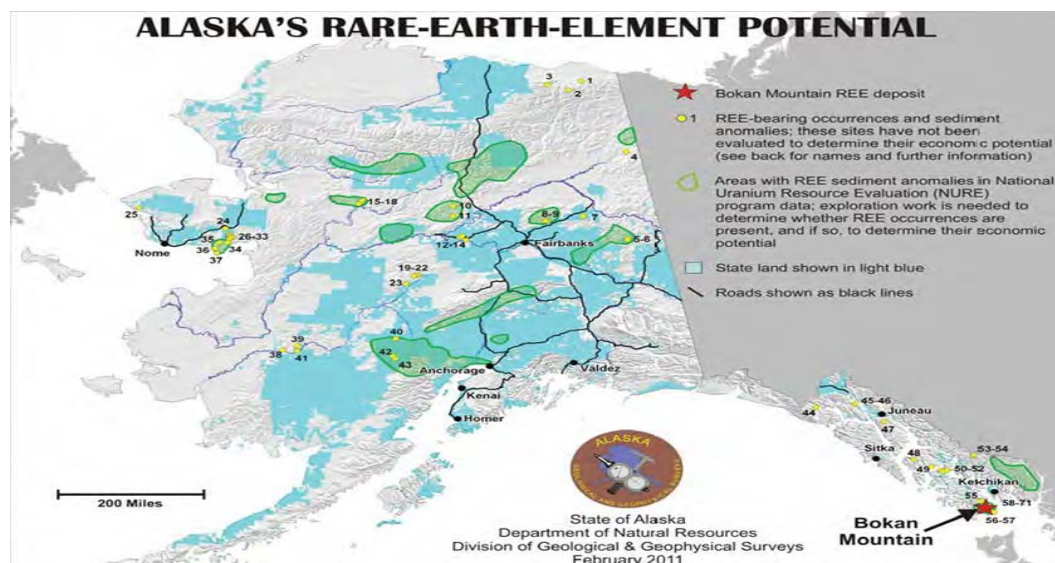 ALASKA'S RARE-EARTH-ELEMENT POTENTIAL
Bokan Mountain REE deposit
1 REE-bearing occurrences and sediment
anomalies; these sites have not been
evaluated to determine their economic potential
(see back for names and further information)
Areas with REE sediment anomalies in National
Uranium Resource Evaluation (NURE)
program data; exploration work is needed to
determine whether REE occurrences are
present, and if so, to determine their economic
potential
State land shown in light blue
Roads shown as black lines
3
1
2
4
15-18
10
11
8-9
7
25
24
35
26-33
36
34
37
Nome
12-14
Fairbanks
5-6
19-22
23
40
39
38
41
42
43
Anchorage
Valdez
Kenai
Homer
44
45-46
Juneau
47
Sitka
48
53-54
49
50-52
Ketchikan
55
58-71
56-57
Bokan
Mountain
200 Miles
ALASKA
GEOLOGICAL AND GEOPHYSICAL SURVEYS
State of Alaska
Department of Natural Resources
Division of Geological & Geophysical Surveys
February 2011